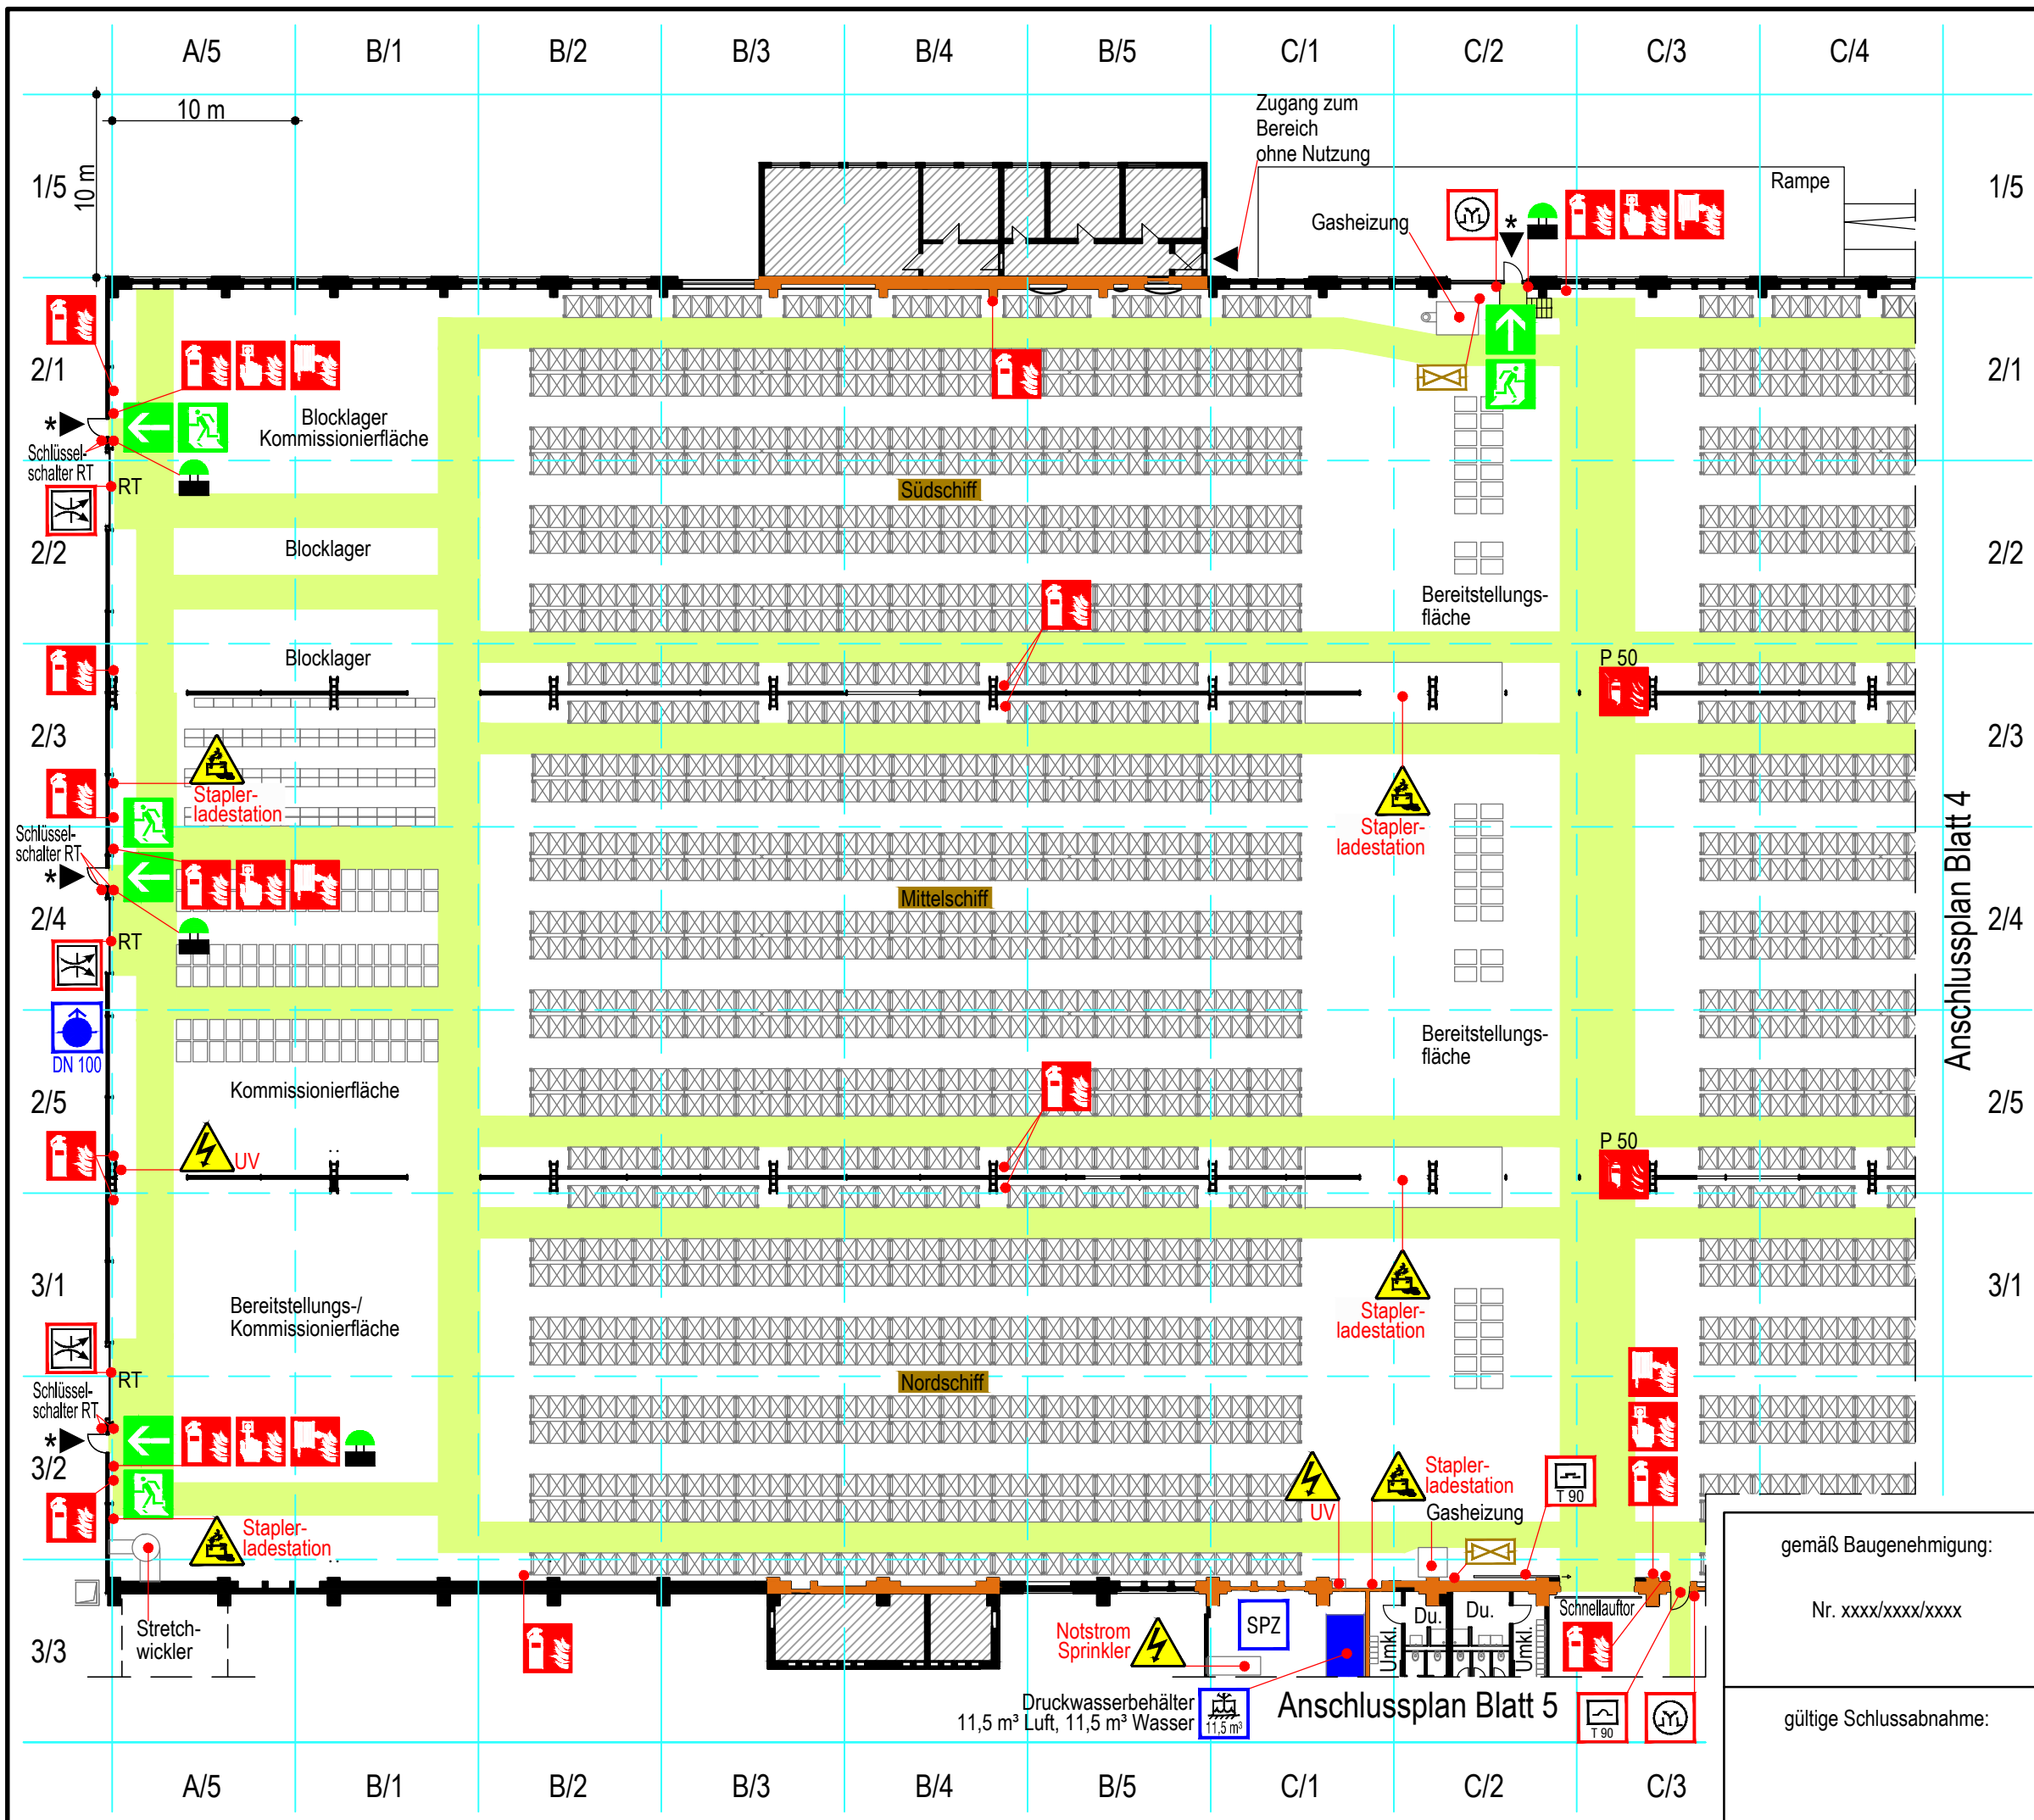 A/5 B/1 B/2 B/3 B/4 B/5 C/1 C/2 C/3 C/4
10 m
10 m
Zugang zum
Bereich
ohne Nutzung
1/5
Rampe
1/5
Gasheizung
*
2/1
2/1
Blocklager
Kommissionierfläche
*
Schlüssel-
schalter RT
RT
Südschiff
2/2
Blocklager
2/2
Bereitstellungs-
fläche
Blocklager
P 50
2/3
2/3
Stapler-
ladestation
Stapler-
ladestation
Schlüssel-
schalter RT
*
Mittelschiff
2/4
2/4
RT
Anschlussplan Blatt 4
DN 100
Bereitstellungs-
fläche
Kommissionierfläche
2/5
2/5
P 50
UV
3/1
3/1
Bereitstellungs-/
Kommissionierfläche
Stapler-
ladestation
RT
Nordschiff
Schlüssel-
schalter RT
*
3/2
Stapler-
ladestation
T 90
UV
Gasheizung
Stapler-
ladestation
gemäß Baugenehmigung:
Nr. xxxx/xxxx/xxxx
Stretch-
wickler
3/3
Notstrom
Sprinkler
SPZ
Umkl.
Du.
Du.
Umkl.
Schnellauftor
Druckwasserbehälter
11,5 m³ Luft, 11,5 m³ Wasser
11,5 m³
Anschlussplan Blatt 5
T 90
gültige Schlussabnahme:
A/5 B/1 B/2 B/3 B/4 B/5 C/1 C/2 C/3